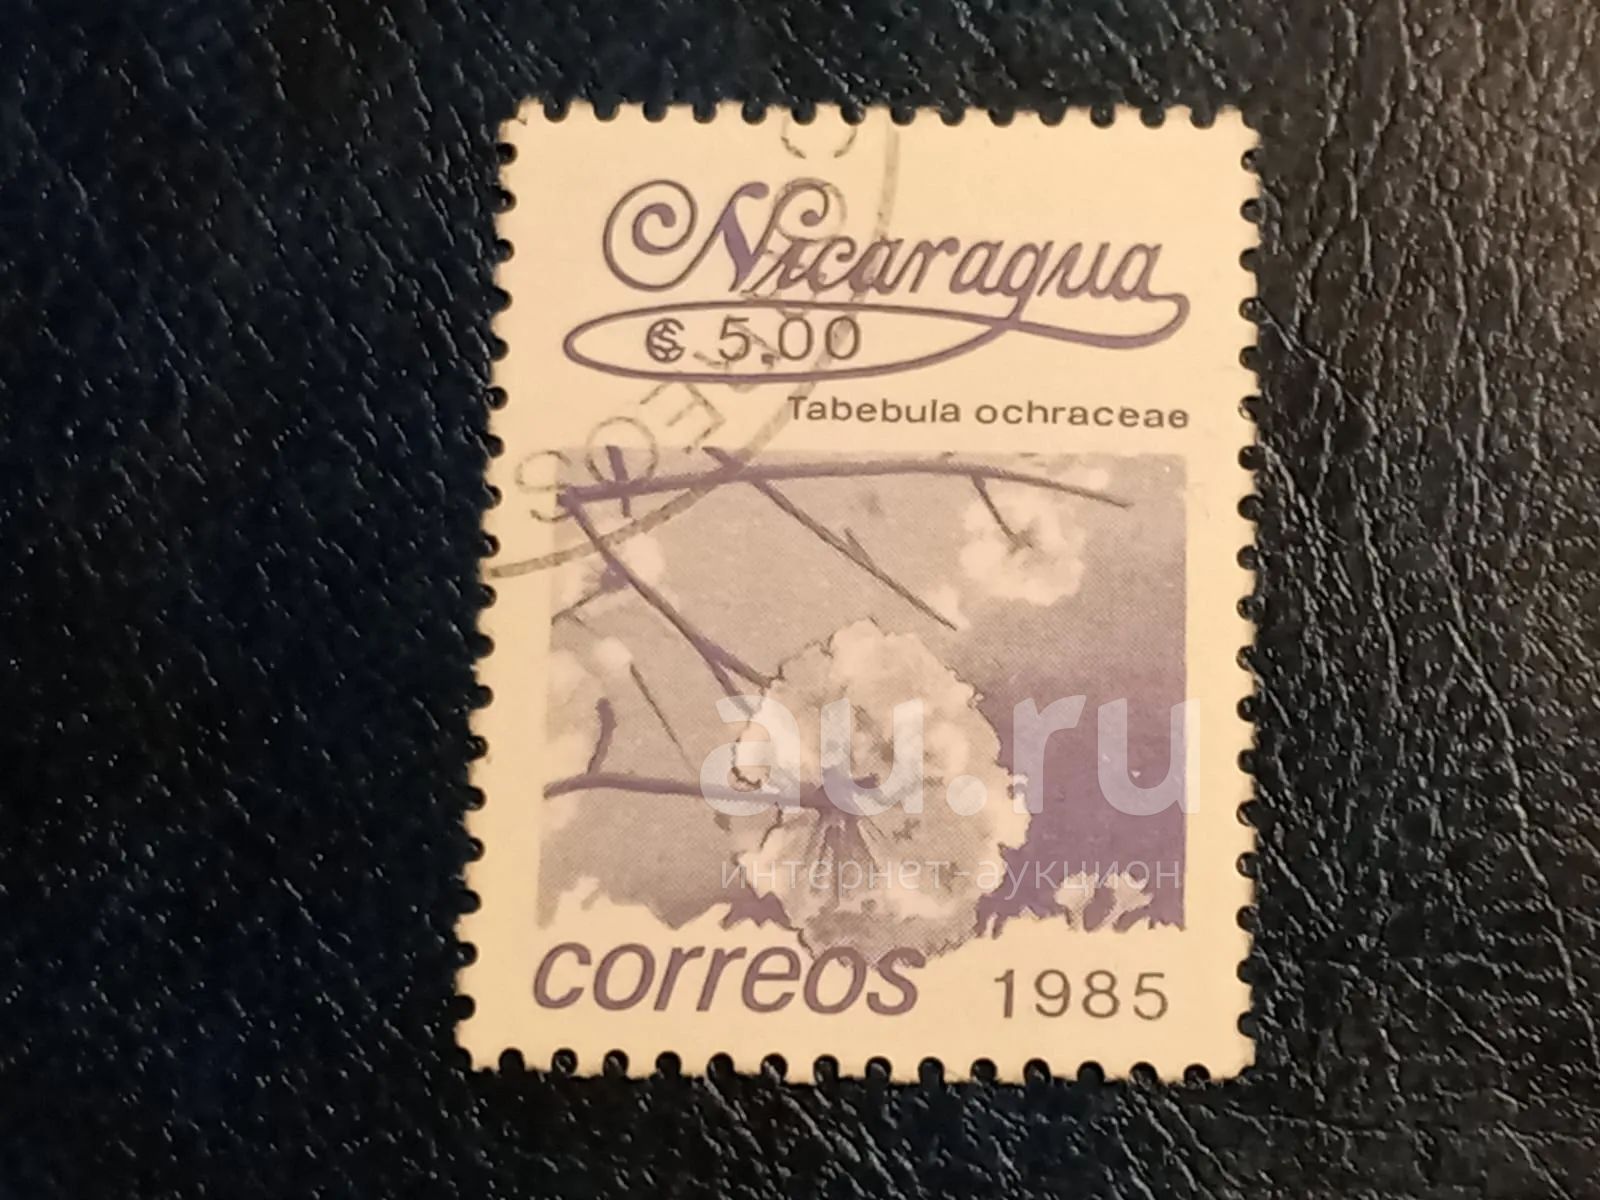 Nicaragua
₡$ 5.00
Tabebula ochraceae
au.ru
интернет-аукцион
correos 1985